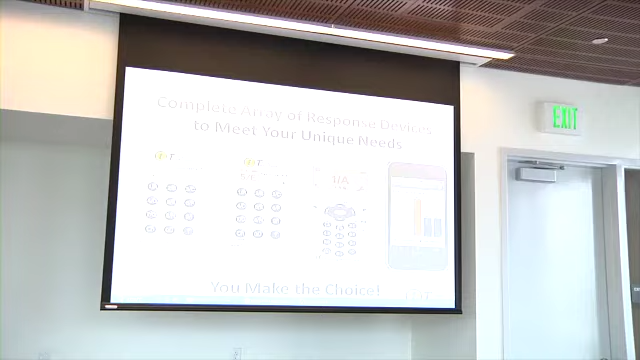 Complete Array of Response Devices
to Meet Your Unique Needs
You Make the Choice!
EXIT